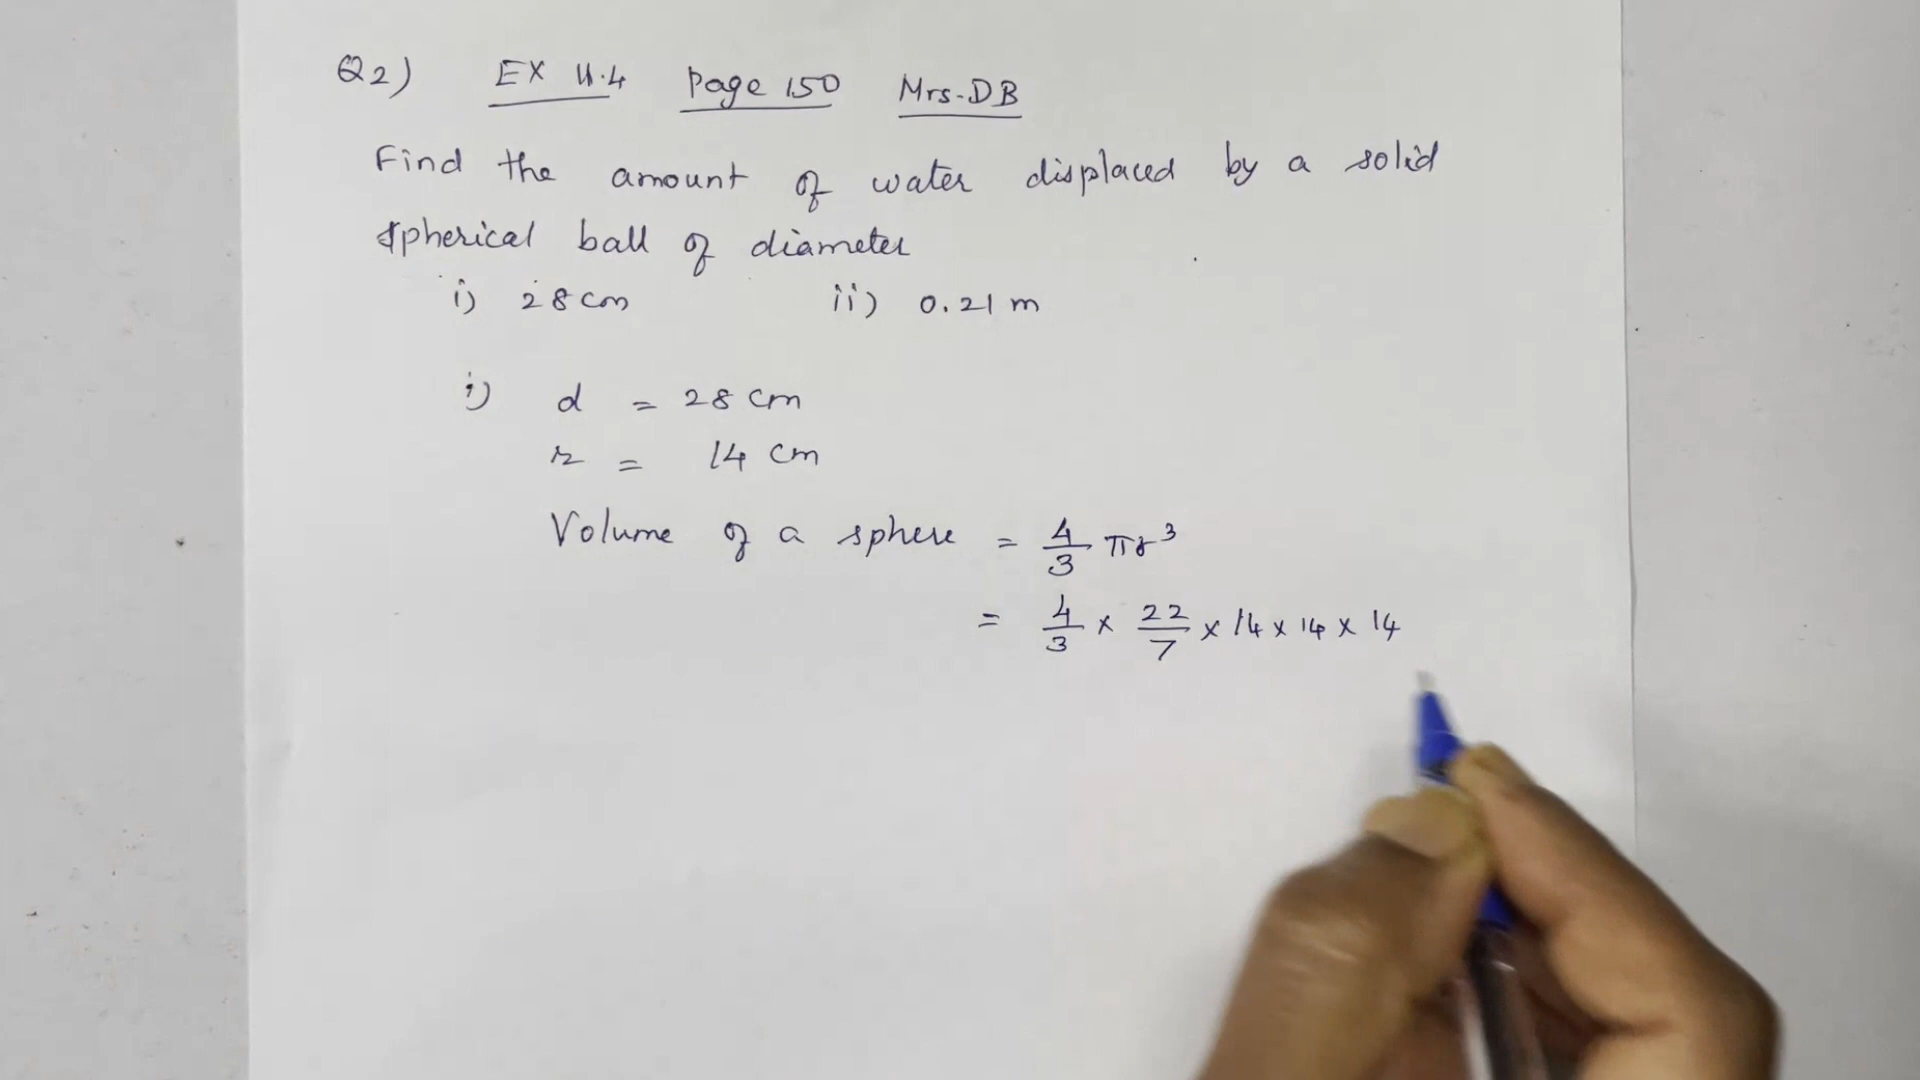 Q2) EX 11.4 Page 150 Mrs.DB
Find the amount of water displaced by a solid
spherical ball of diameter
i) 28cm ii) 0.21 m
i) d = 28 cm
r = 14 cm
Volume of a sphere = 4/3 πr³
= 4/3 × 22/7 × 14 × 14 × 14